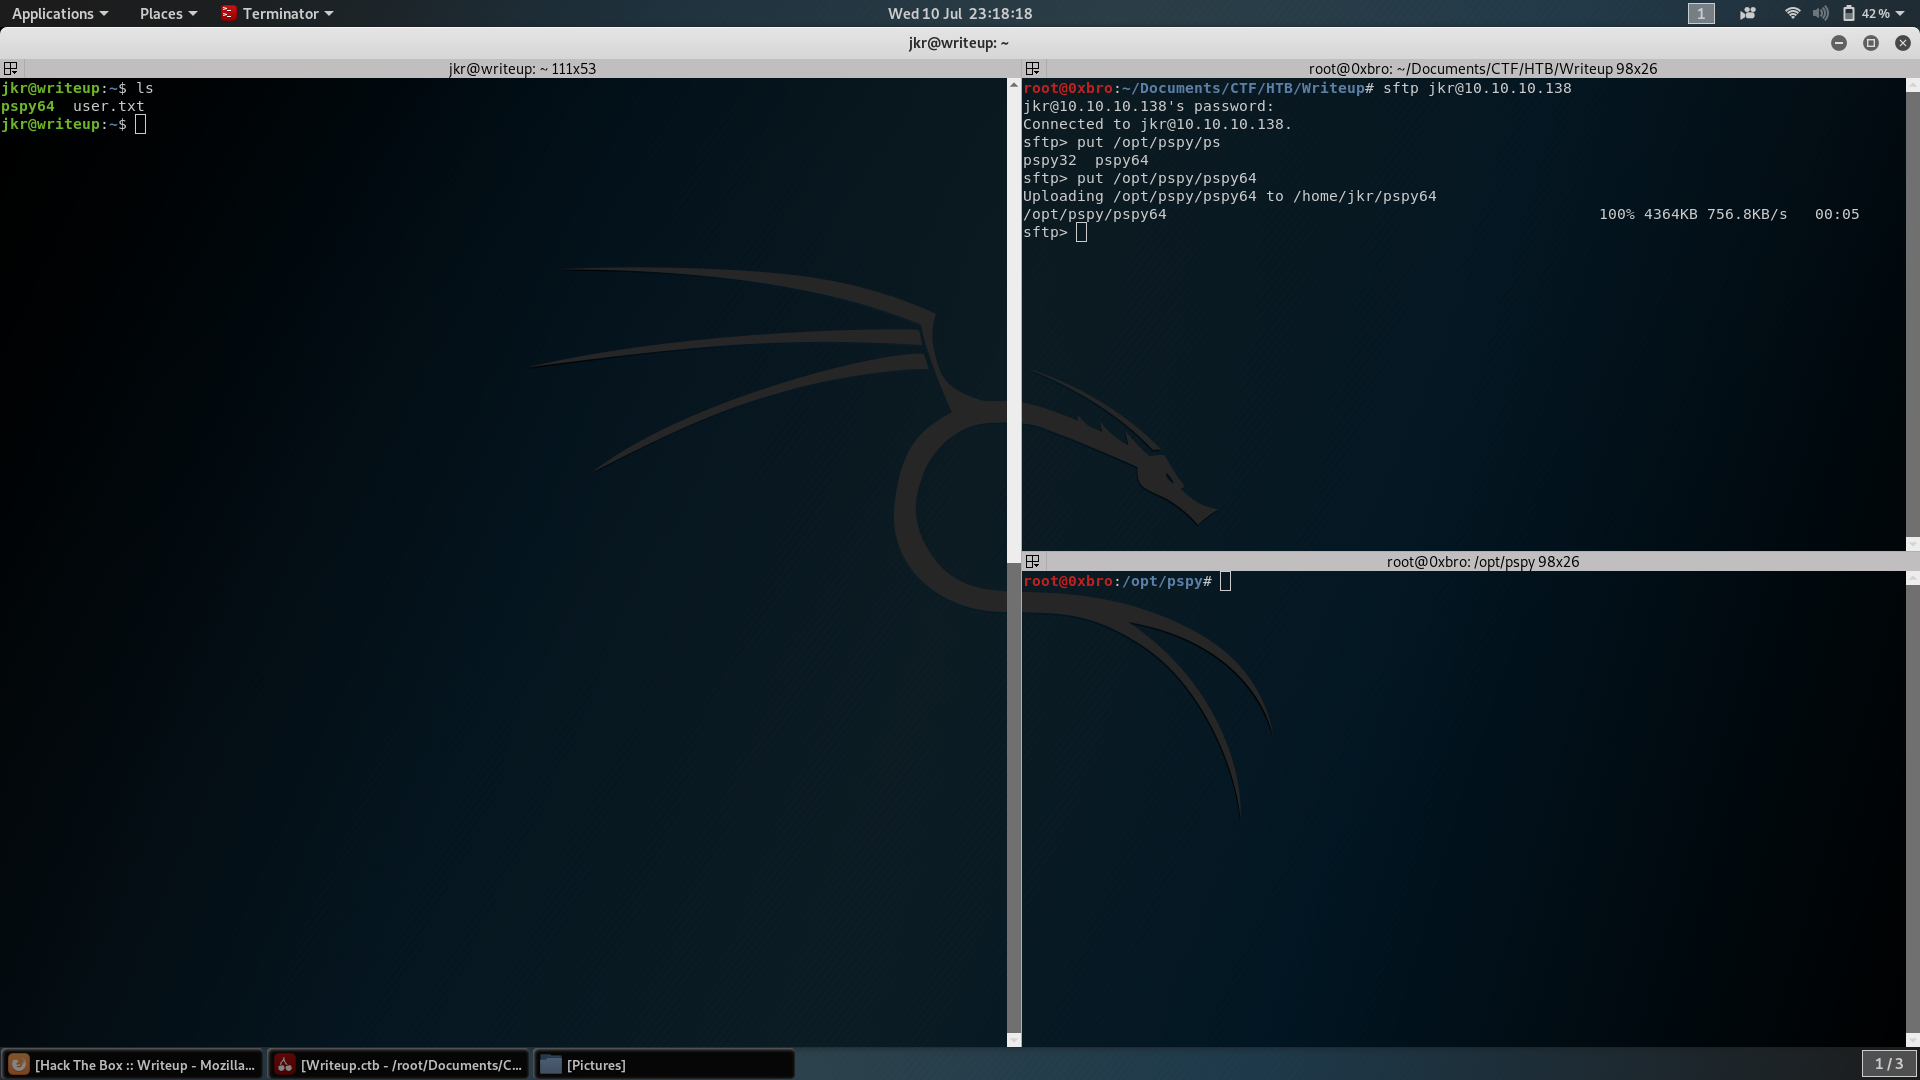 Applications Places Terminator Wed 10 Jul 23:18:18 1 42%
jkr@writeup: ~
jkr@writeup: ~ 111x53
jkr@writeup:~$ ls
pspy64  user.txt
jkr@writeup:~$
root@0xbro: ~/Documents/CTF/HTB/Writeup 98x26
root@0xbro:~/Documents/CTF/HTB/Writeup# sftp jkr@10.10.10.138
jkr@10.10.10.138's password:
Connected to jkr@10.10.10.138.
sftp> put /opt/pspy/ps
pspy32  pspy64
sftp> put /opt/pspy/pspy64
Uploading /opt/pspy/pspy64 to /home/jkr/pspy64
/opt/pspy/pspy64 100% 4364KB 756.8KB/s 00:05
sftp>
root@0xbro: /opt/pspy 98x26
root@0xbro:/opt/pspy#
[Hack The Box :: Writeup - Mozilla... [Writeup.ctb - /root/Documents/C... [Pictures] 1 / 3